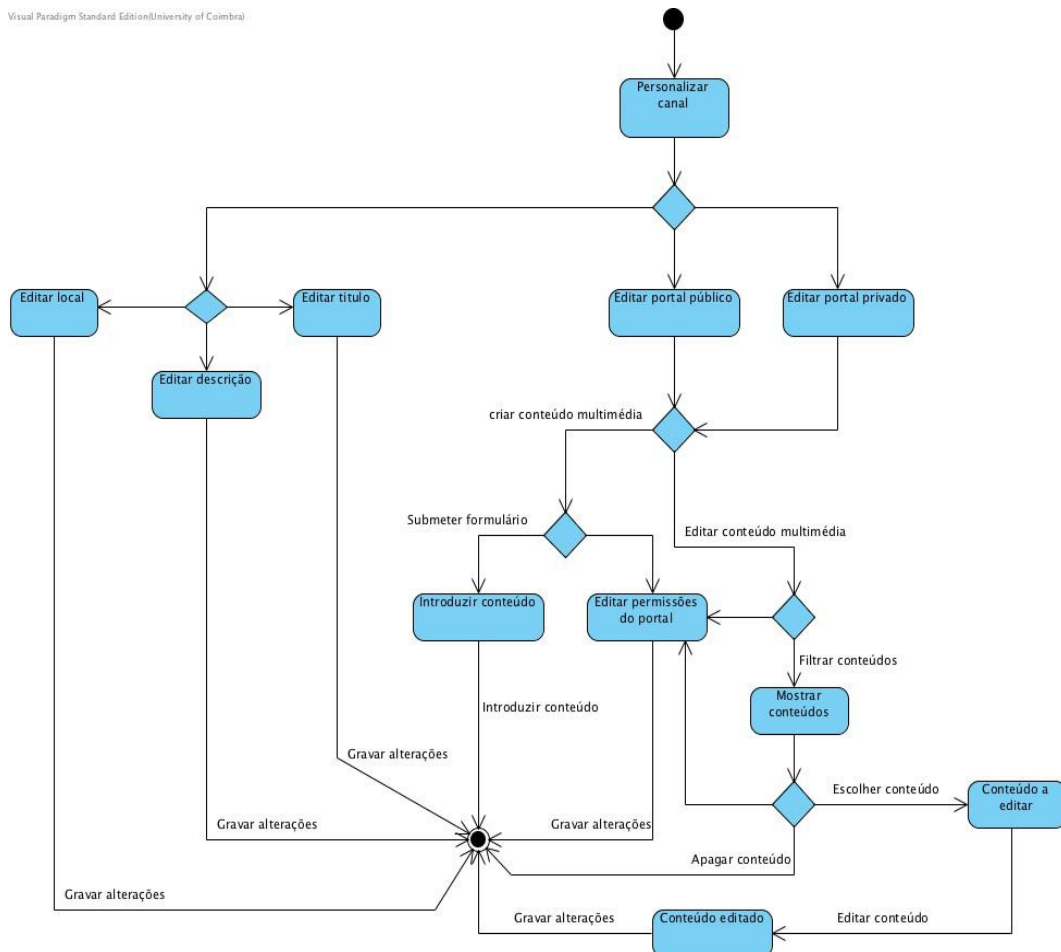 Visual Paradigm Standard Edition(University of Coimbra)
Personalizar
canal
Editar local
Editar titulo
Editar portal público
Editar portal privado
Editar descrição
criar conteúdo multimédia
Submeter formulário
Editar conteúdo multimédia
Introduzir conteúdo
Editar permissões
do portal
Filtrar conteúdos
Mostrar
conteúdos
Introduzir conteúdo
Gravar alterações
Escolher conteúdo
Conteúdo a
editar
Gravar alterações
Gravar alterações
Apagar conteúdo
Gravar alterações
Gravar alterações
Conteúdo editado
Editar conteúdo